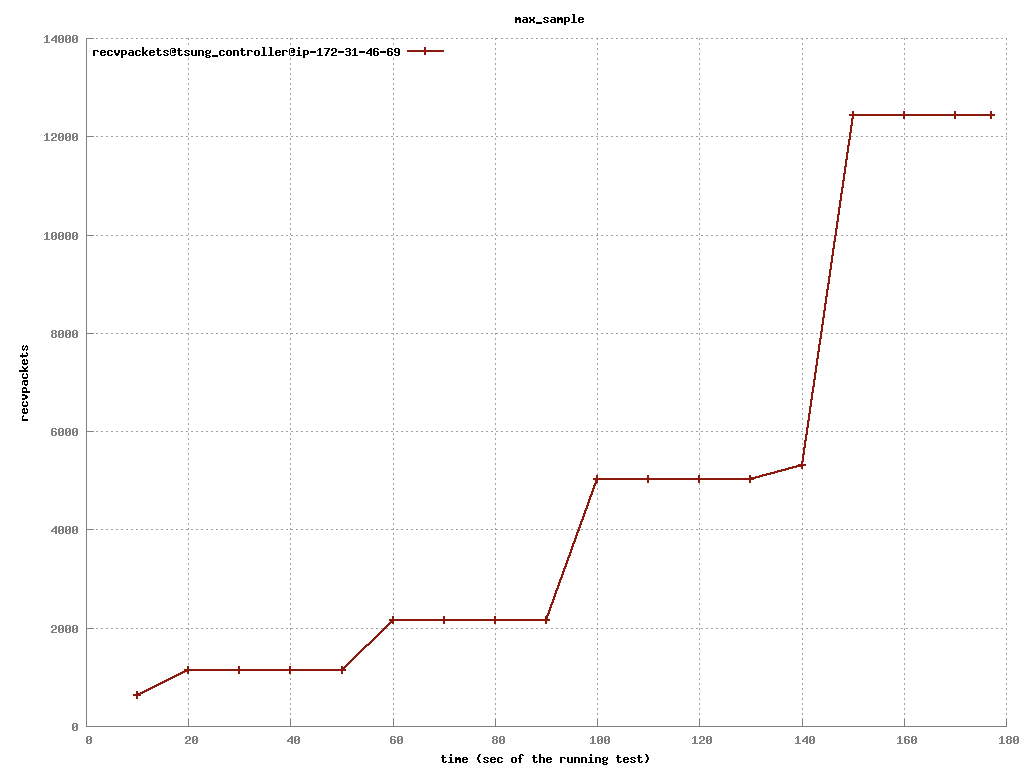 max_sample
14000
recvpackets@tsung_controller@ip-172-31-46-69
12000
10000
8000
recvpackets
6000
4000
2000
0
0 20 40 60 80 100 120 140 160 180
time (sec of the running test)